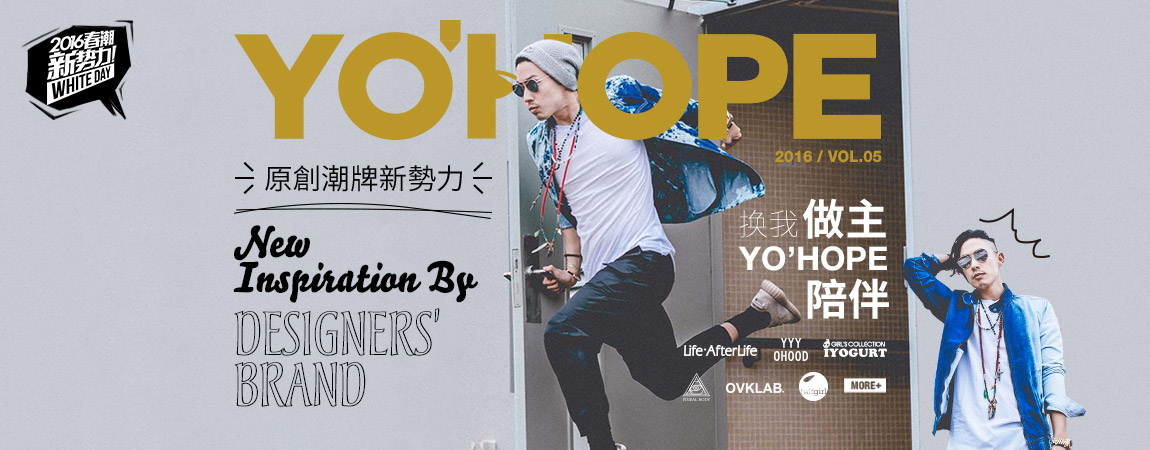 2016春潮
新勢力!
WHITE DAY
YO'HOPE
2016 / VOL.05
原創潮牌新勢力
New
Inspiration By
DESIGNERS'
BRAND
换我做主
YO'HOPE
陪伴
Life·AfterLife
YYY
OHOOD
GIRL'S COLLECTION
IYOGURT
OVKLAB.
MORE+